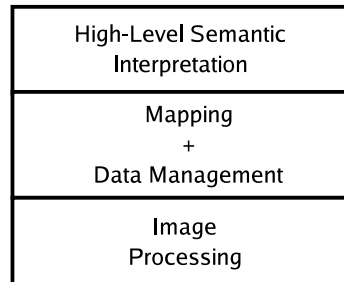 High-Level Semantic
Interpretation
Mapping
+
Data Management
Image
Processing